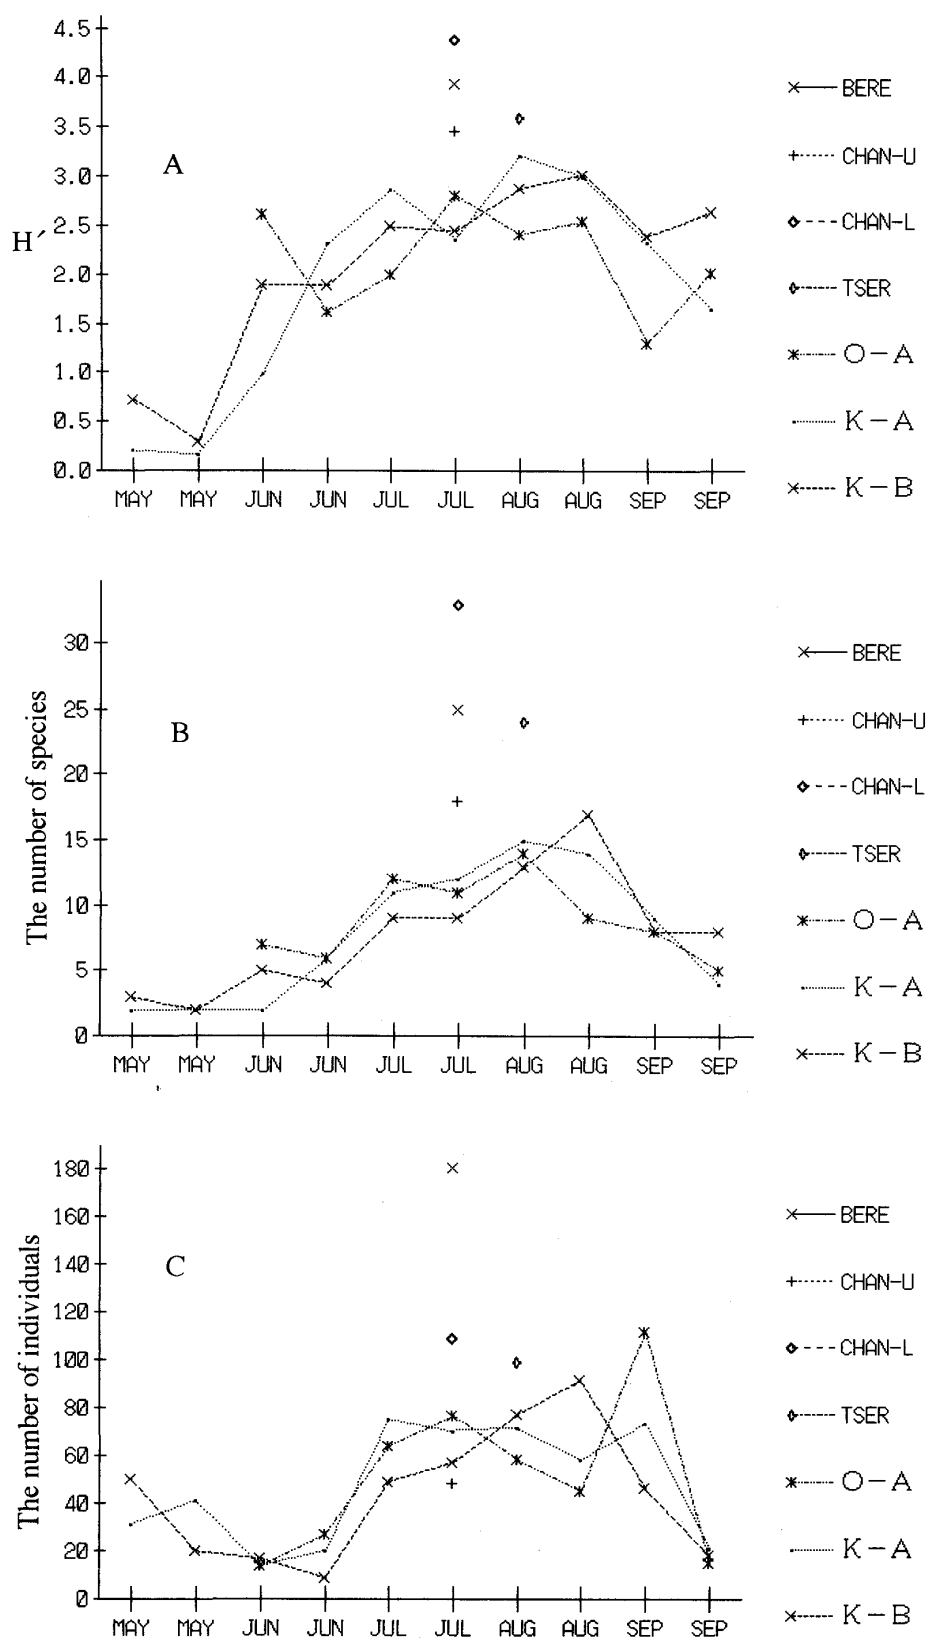 4.5
4.0
3.5
3.0
2.5
2.0
1.5
1.0
0.5
0.0
H´
A
MAY MAY JUN JUN JUL JUL AUG AUG SEP SEP
BERE
CHAN-U
CHAN-L
TSER
O-A
K-A
K-B
30
25
20
15
10
5
0
The number of species
B
MAY MAY JUN JUN JUL JUL AUG AUG SEP SEP
BERE
CHAN-U
CHAN-L
TSER
O-A
K-A
K-B
180
160
140
120
100
80
60
40
20
0
The number of individuals
C
MAY MAY JUN JUN JUL JUL AUG AUG SEP SEP
BERE
CHAN-U
CHAN-L
TSER
O-A
K-A
K-B